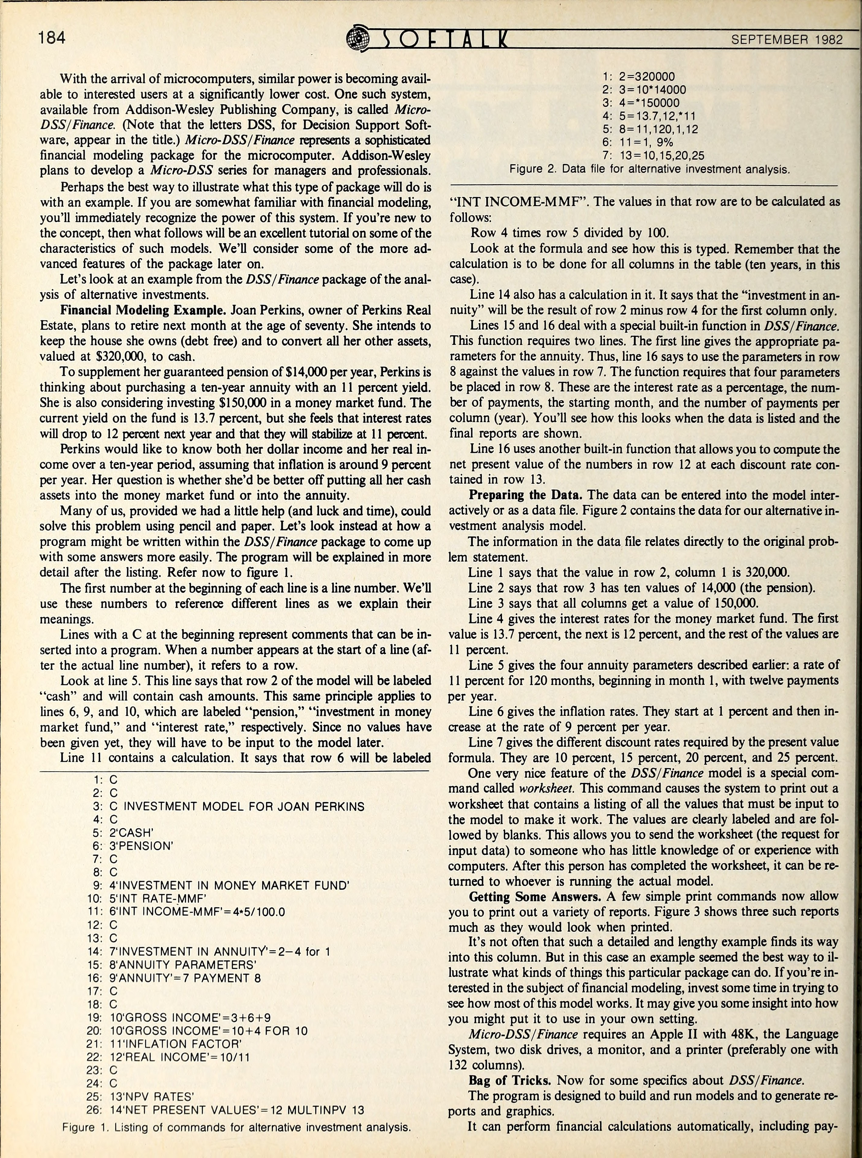 184
SOFTALK
SEPTEMBER 1982
With the arrival of microcomputers, similar power is becoming avail-
able to interested users at a significantly lower cost. One such system,
available from Addison-Wesley Publishing Company, is called Micro-
DSS/Finance. (Note that the letters DSS, for Decision Support Soft-
ware, appear in the title.) Micro-DSS/Finance represents a sophisticated
financial modeling package for the microcomputer. Addison-Wesley
plans to develop a Micro-DSS series for managers and professionals.
Perhaps the best way to illustrate what this type of package will do is
with an example. If you are somewhat familiar with financial modeling,
you'll immediately recognize the power of this system. If you're new to
the concept, then what follows will be an excellent tutorial on some of the
characteristics of such models. We'll consider some of the more ad-
vanced features of the package later on.
Let's look at an example from the DSS/Finance package of the anal-
ysis of alternative investments.
Financial Modeling Example. Joan Perkins, owner of Perkins Real
Estate, plans to retire next month at the age of seventy. She intends to
keep the house she owns (debt free) and to convert all her other assets,
valued at $320,000, to cash.
To supplement her guaranteed pension of $14,000 per year, Perkins is
thinking about purchasing a ten-year annuity with an 11 percent yield.
She is also considering investing $150,000 in a money market fund. The
current yield on the fund is 13.7 percent, but she feels that interest rates
will drop to 12 percent next year and that they will stabilize at 11 percent.
Perkins would like to know both her dollar income and her real in-
come over a ten-year period, assuming that inflation is around 9 percent
per year. Her question is whether she'd be better off putting all her cash
assets into the money market fund or into the annuity.
Many of us, provided we had a little help (and luck and time), could
solve this problem using pencil and paper. Let's look instead at how a
program might be written within the DSS/Finance package to come up
with some answers more easily. The program will be explained in more
detail after the listing. Refer now to figure 1.
The first number at the beginning of each line is a line number. We'll
use these numbers to reference different lines as we explain their
meanings.
Lines with a C at the beginning represent comments that can be in-
serted into a program. When a number appears at the start of a line (af-
ter the actual line number), it refers to a row.
Look at line 5. This line says that row 2 of the model will be labeled
"cash" and will contain cash amounts. This same principle applies to
lines 6, 9, and 10, which are labeled "pension," "investment in money
market fund," and "interest rate," respectively. Since no values have
been given yet, they will have to be input to the model later.
Line 11 contains a calculation. It says that row 6 will be labeled
1: C
2: C
3: C INVESTMENT MODEL FOR JOAN PERKINS
4: C
5: 2'CASH'
6: 3'PENSION'
7: C
8: C
9: 4'INVESTMENT IN MONEY MARKET FUND'
10: 5'INT RATE-MMF'
11: 6'INT INCOME-MMF'=4*5/100.0
12: C
13: C
14: 7'INVESTMENT IN ANNUITY'=2-4 for 1
15: 8'ANNUITY PARAMETERS'
16: 9'ANNUITY'=7 PAYMENT 8
17: C
18: C
19: 10'GROSS INCOME'=3+6+9
20: 10'GROSS INCOME'=10+4 FOR 10
21: 11'INFLATION FACTOR'
22: 12'REAL INCOME'=10/11
23: C
24: C
25: 13'NPV RATES'
26: 14'NET PRESENT VALUES'=12 MULTINPV 13
Figure 1. Listing of commands for alternative investment analysis.
1: 2=320000
2: 3=10*14000
3: 4=*150000
4: 5=13.7,12,*11
5: 8=11,120,1,12
6: 11=1, 9%
7: 13=10,15,20,25
Figure 2. Data file for alternative investment analysis.
"INT INCOME-MMF". The values in that row are to be calculated as
follows:
Row 4 times row 5 divided by 100.
Look at the formula and see how this is typed. Remember that the
calculation is to be done for all columns in the table (ten years, in this
case).
Line 14 also has a calculation in it. It says that the "investment in an-
nuity" will be the result of row 2 minus row 4 for the first column only.
Lines 15 and 16 deal with a special built-in function in DSS/Finance.
This function requires two lines. The first line gives the appropriate pa-
rameters for the annuity. Thus, line 16 says to use the parameters in row
8 against the values in row 7. The function requires that four parameters
be placed in row 8. These are the interest rate as a percentage, the num-
ber of payments, the starting month, and the number of payments per
column (year). You'll see how this looks when the data is listed and the
final reports are shown.
Line 16 uses another built-in function that allows you to compute the
net present value of the numbers in row 12 at each discount rate con-
tained in row 13.
Preparing the Data. The data can be entered into the model inter-
actively or as a data file. Figure 2 contains the data for our alternative in-
vestment analysis model.
The information in the data file relates directly to the original prob-
lem statement.
Line 1 says that the value in row 2, column 1 is 320,000.
Line 2 says that row 3 has ten values of 14,000 (the pension).
Line 3 says that all columns get a value of 150,000.
Line 4 gives the interest rates for the money market fund. The first
value is 13.7 percent, the next is 12 percent, and the rest of the values are
11 percent.
Line 5 gives the four annuity parameters described earlier: a rate of
11 percent for 120 months, beginning in month 1, with twelve payments
per year.
Line 6 gives the inflation rates. They start at 1 percent and then in-
crease at the rate of 9 percent per year.
Line 7 gives the different discount rates required by the present value
formula. They are 10 percent, 15 percent, 20 percent, and 25 percent.
One very nice feature of the DSS/Finance model is a special com-
mand called worksheet. This command causes the system to print out a
worksheet that contains a listing of all the values that must be input to
the model to make it work. The values are clearly labeled and are fol-
lowed by blanks. This allows you to send the worksheet (the request for
input data) to someone who has little knowledge of or experience with
computers. After this person has completed the worksheet, it can be re-
turned to whoever is running the actual model.
Getting Some Answers. A few simple print commands now allow
you to print out a variety of reports. Figure 3 shows three such reports
much as they would look when printed.
It's not often that such a detailed and lengthy example finds its way
into this column. But in this case an example seemed the best way to il-
lustrate what kinds of things this particular package can do. If you're in-
terested in the subject of financial modeling, invest some time in trying to
see how most of this model works. It may give you some insight into how
you might put it to use in your own setting.
Micro-DSS/Finance requires an Apple II with 48K, the Language
System, two disk drives, a monitor, and a printer (preferably one with
132 columns).
Bag of Tricks. Now for some specifics about DSS/Finance.
The program is designed to build and run models and to generate re-
ports and graphics.
It can perform financial calculations automatically, including pay-